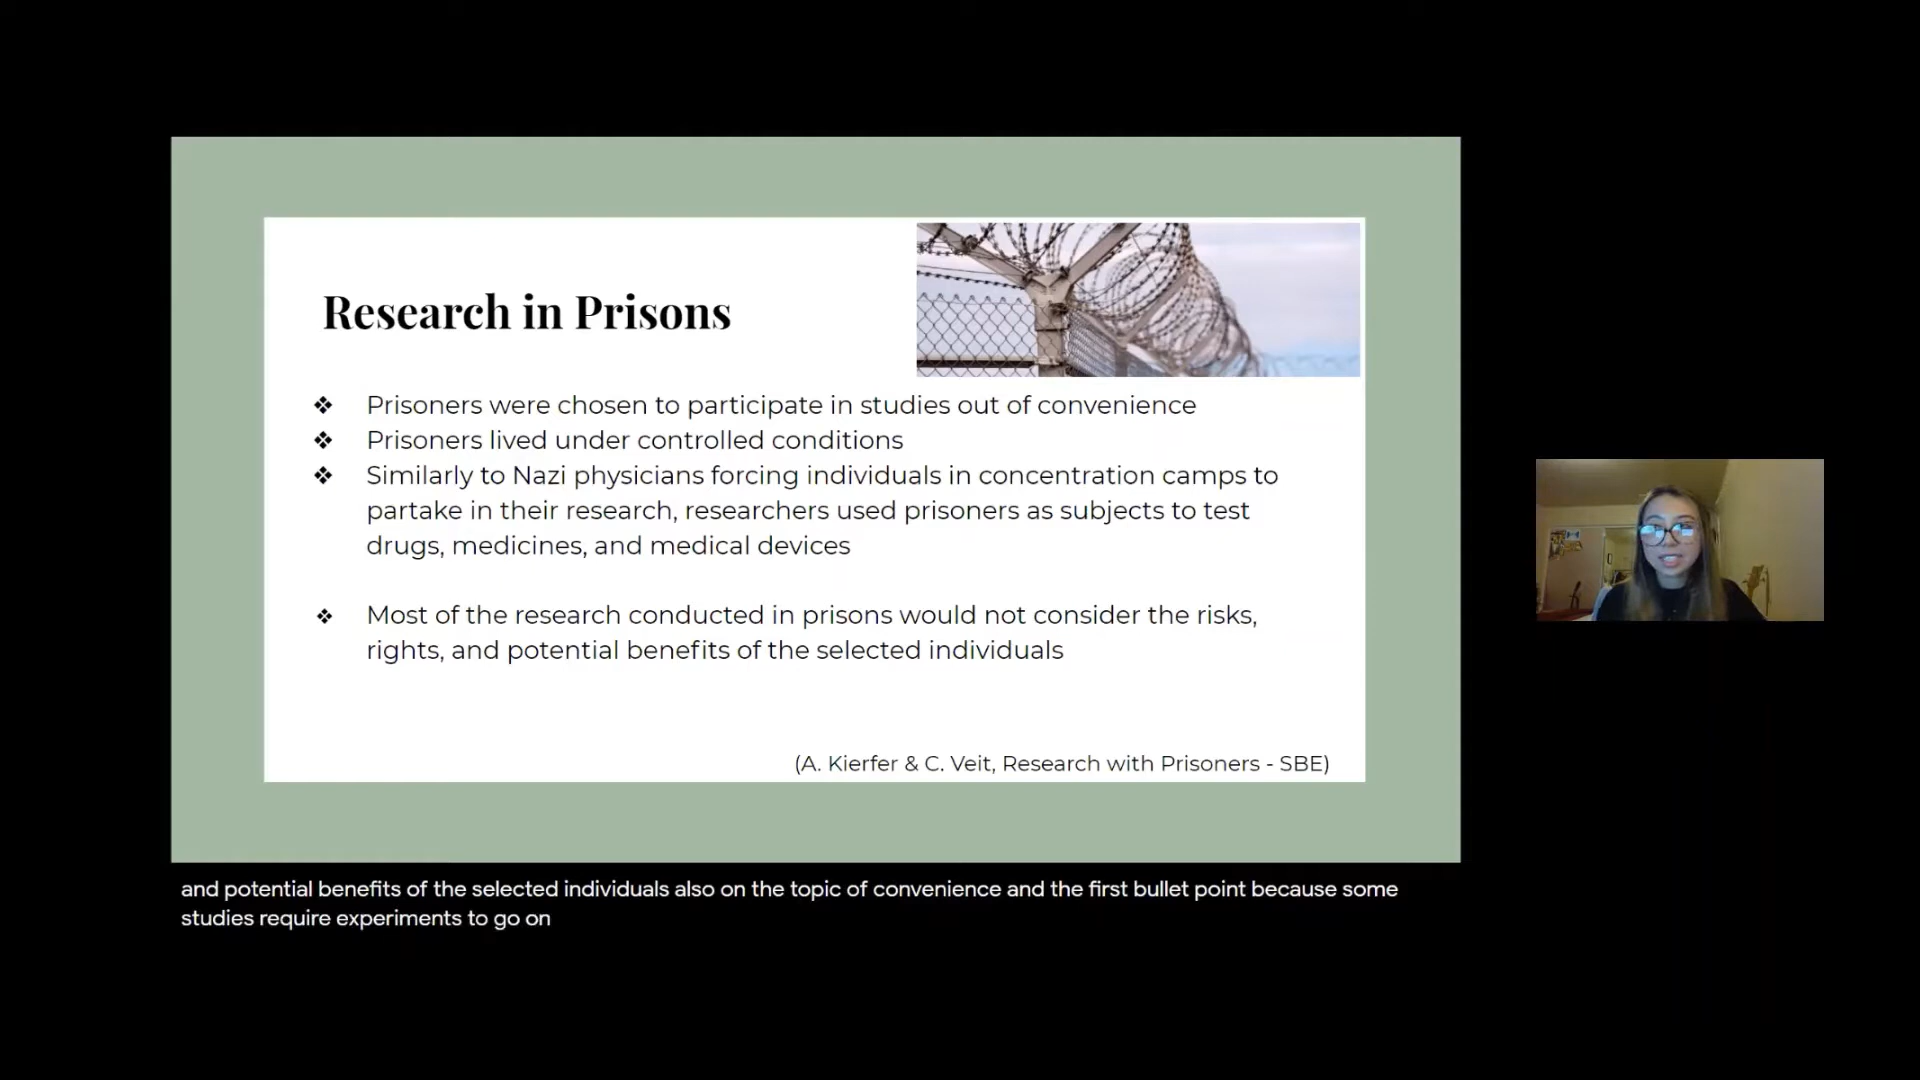 Research in Prisons
❖ Prisoners were chosen to participate in studies out of convenience
❖ Prisoners lived under controlled conditions
❖ Similarly to Nazi physicians forcing individuals in concentration camps to
partake in their research, researchers used prisoners as subjects to test
drugs, medicines, and medical devices
❖ Most of the research conducted in prisons would not consider the risks,
rights, and potential benefits of the selected individuals
(A. Kierfer & C. Veit, Research with Prisoners - SBE)
and potential benefits of the selected individuals also on the topic of convenience and the first bullet point because some
studies require experiments to go on